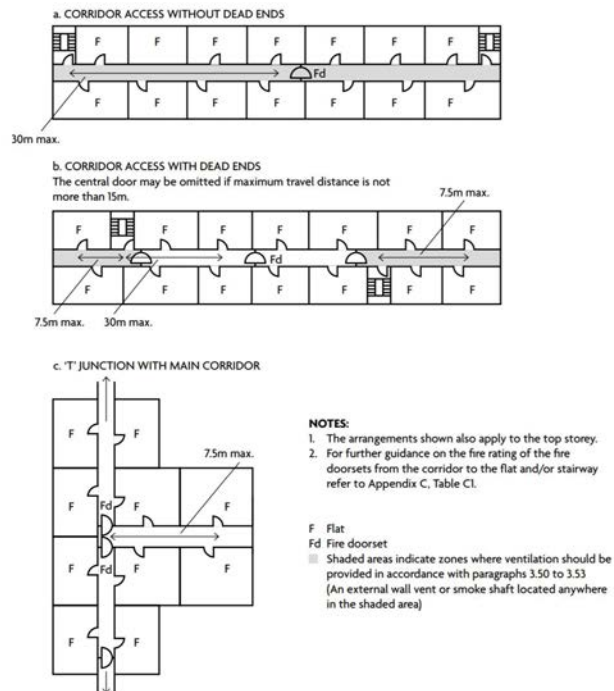 a. CORRIDOR ACCESS WITHOUT DEAD ENDS
F F F F F F
Fd
F F F F F F F
30m max.
b. CORRIDOR ACCESS WITH DEAD ENDS
The central door may be omitted if maximum travel distance is not
more than 15m.
7.5m max.
F F F F F F
Fd
F F F F F F
7.5m max.
30m max.
c. 'T' JUNCTION WITH MAIN CORRIDOR
F F
7.5m max.
F F F
Fd
Fd
F F F
F F
NOTES:
1. The arrangements shown also apply to the top storey.
2. For further guidance on the fire rating of the fire
doorsets from the corridor to the flat and/or stairway
refer to Appendix C, Table C1.
F Flat
Fd Fire doorset
Shaded areas indicate zones where ventilation should be
provided in accordance with paragraphs 3.50 to 3.53
(An external wall vent or smoke shaft located anywhere
in the shaded area)